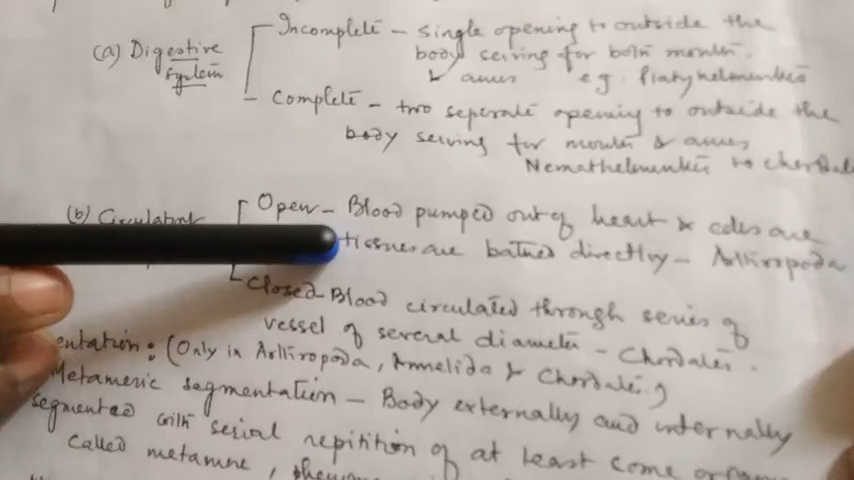 (a) Digestive System
Incomplete - single opening to outside the
body serving for both mouth
& anus e.g. Platyhelminthes
Complete - two seperate opening to outside the
body serving for mouth & anus
Nemathelminthes to chordate
(b) Circulatory
Open - Blood pumped out of heart & cells are
tissues are bathed directly - Arthropoda
Closed - Blood circulated through series of
vessel of several diameter - Chordates.
entation: (Only in Arthropoda, Annelida & Chordates)
Metameric segmentation - Body externally and internally
segmented with serial repitition of at least some organs
called metamere,